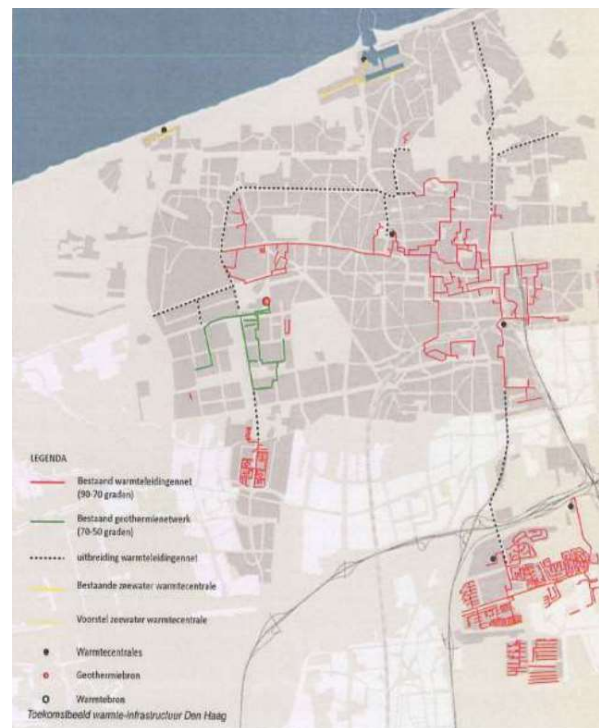 LEGENDA
Bestaand warmteleidingennet
(90-70 graden)
Bestaand geothermienetwerk
(70-50 graden)
uitbreiding warmteleidingennet
Bestaande zeewater warmtecentrale
Voorstel zeewater warmtecentrale
Warmtecentrales
Geothermiebron
Warmtebron
Toekomstbeeld warmte-infrastructuur Den Haag